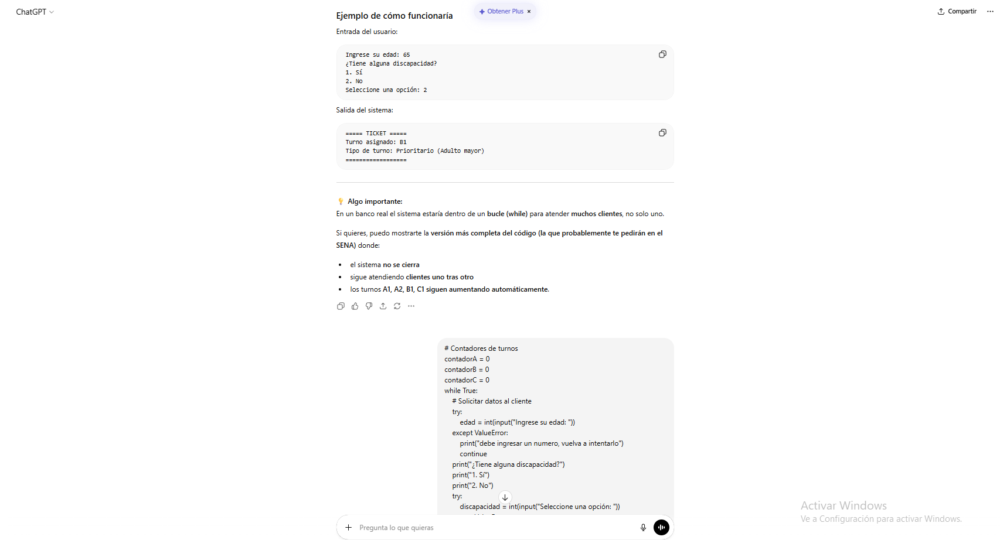 ChatGPT
Obtener Plus ×
Compartir
Ejemplo de cómo funcionaría
Entrada del usuario:
Ingrese su edad: 65
¿Tiene alguna discapacidad?
1. Sí
2. No
Seleccione una opción: 2
Salida del sistema:
===== TICKET =====
Turno asignado: B1
Tipo de turno: Prioritario (Adulto mayor)
==================
Algo importante:
En un banco real el sistema estaría dentro de un bucle (while) para atender muchos clientes, no solo uno.
Si quieres, puedo mostrarte la versión más completa del código (la que probablemente te pedirán en el
SENA) donde:
• el sistema no se cierra
• sigue atendiendo clientes uno tras otro
• los turnos A1, A2, B1, C1 siguen aumentando automáticamente.
# Contadores de turnos
contadorA = 0
contadorB = 0
contadorC = 0
while True:
# Solicitar datos al cliente
try:
edad = int(input("Ingrese su edad: "))
except ValueError:
print("debe ingresar un numero, vuelva a intentarlo")
continue
print("¿Tiene alguna discapacidad?")
print("1. Sí")
print("2. No")
try:
discapacidad = int(input("Seleccione una opción: "))
Pregunta lo que quieras
Activar Windows
Ve a Configuración para activar Windows.